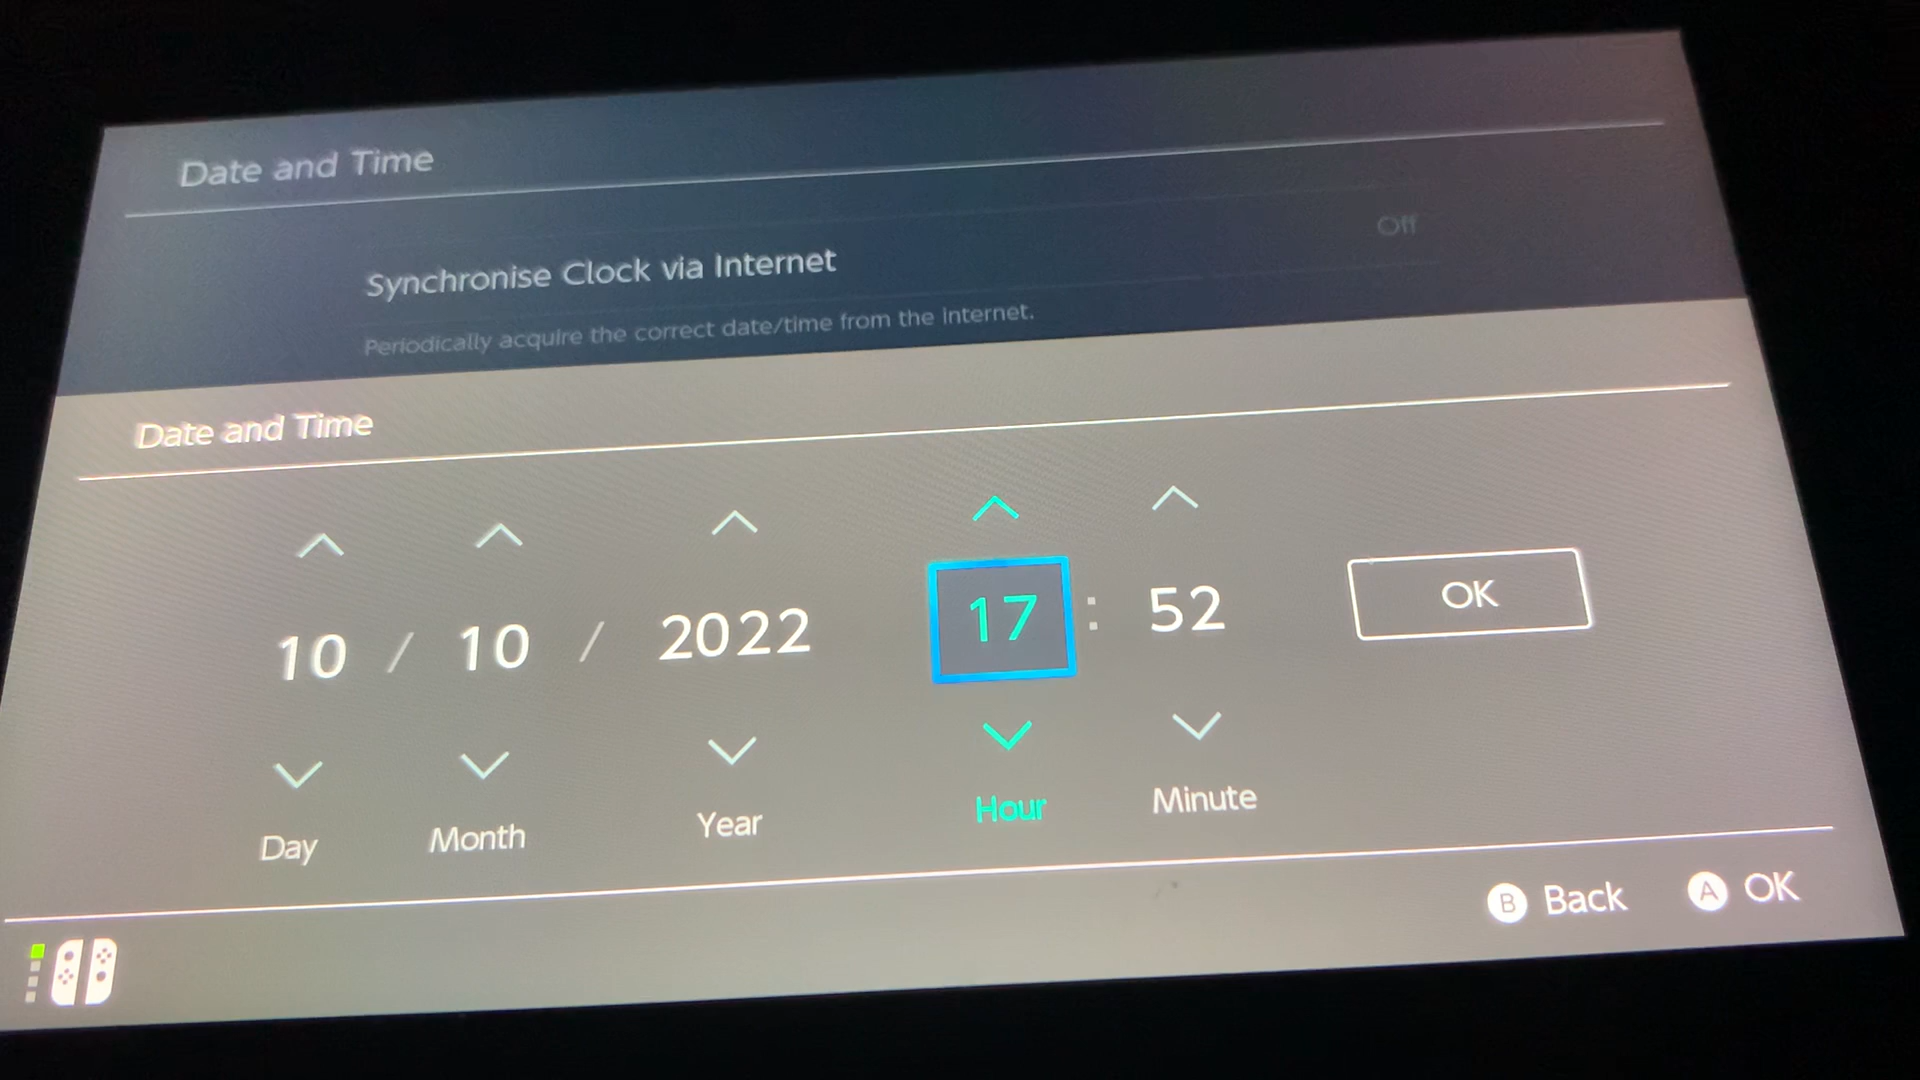 Date and Time
Synchronise Clock via Internet Off
Periodically acquire the correct date/time from the Internet.
Date and Time
10 / 10 / 2022 17 : 52 OK
Day Month Year Hour Minute
B Back A OK